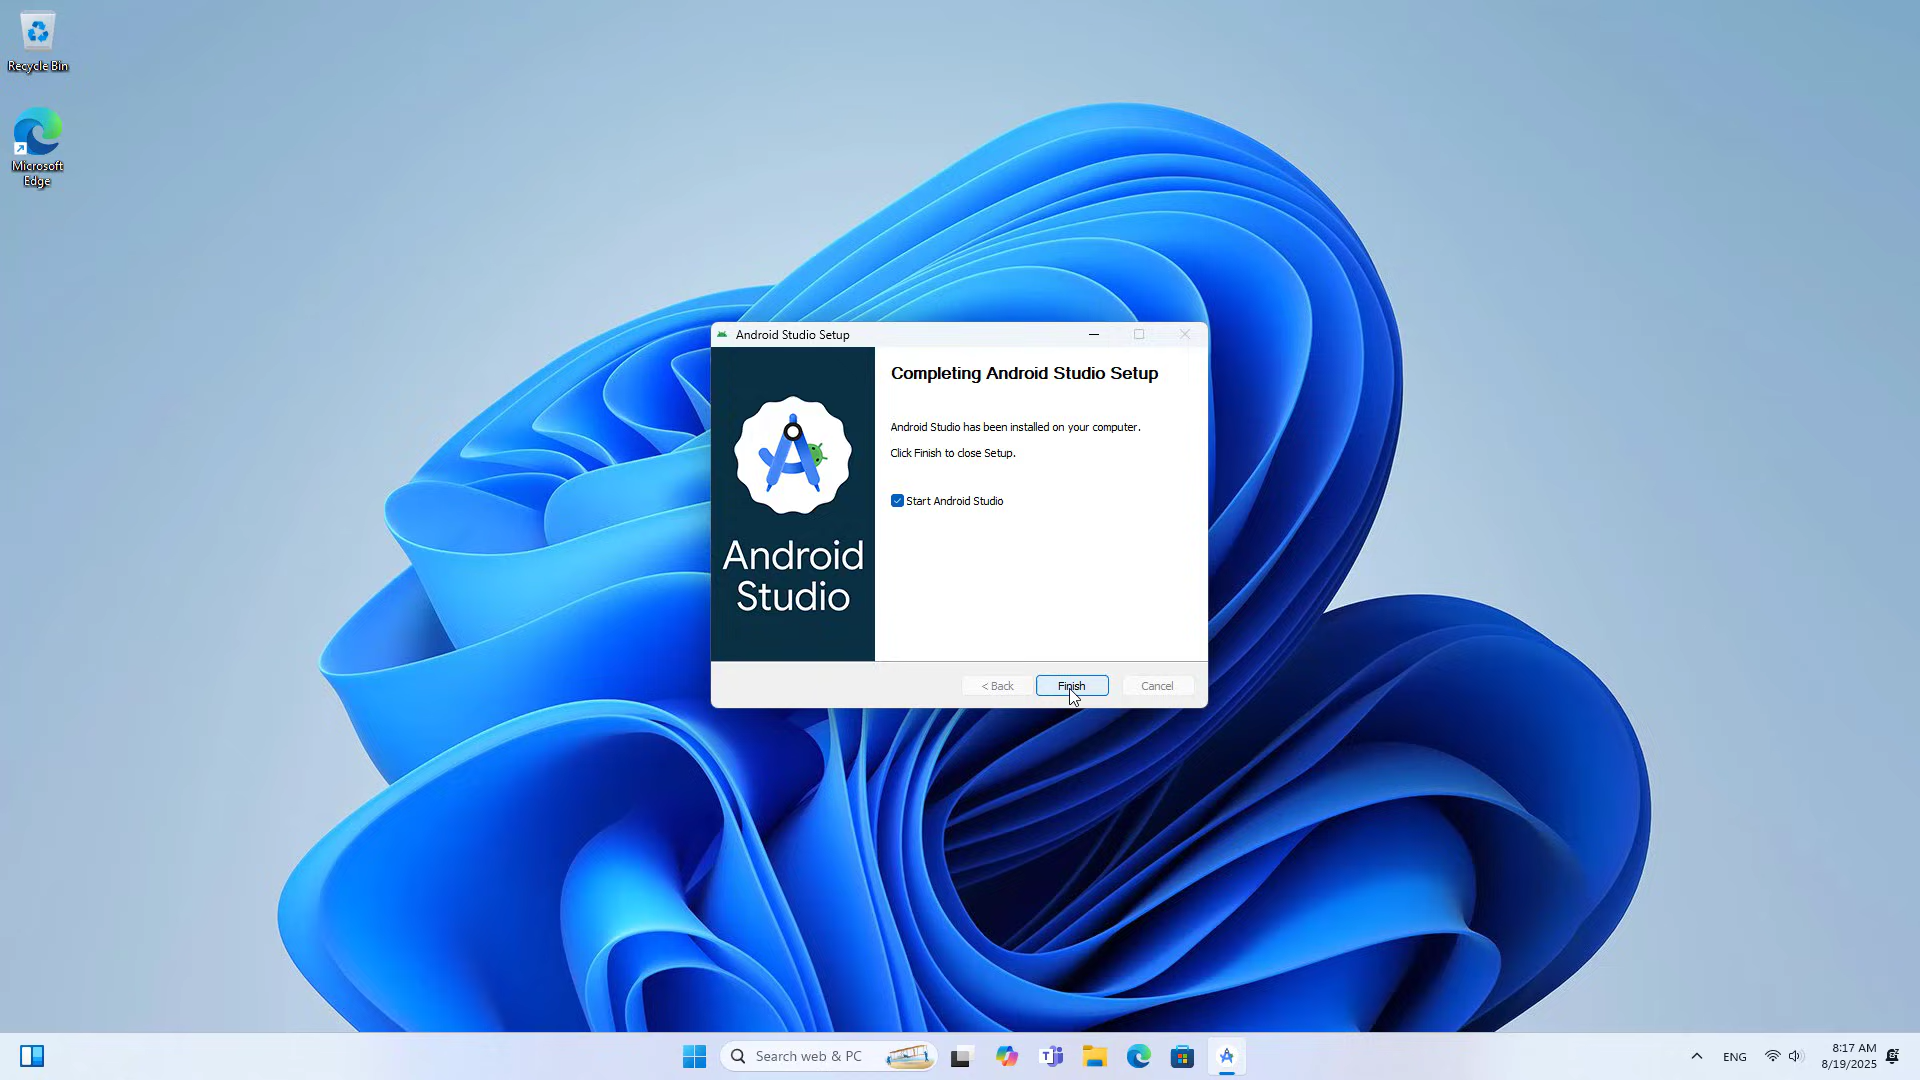 Recycle Bin
Microsoft
Edge
Android Studio Setup
Completing Android Studio Setup
Android Studio has been installed on your computer.
Click Finish to close Setup.
Start Android Studio
Android
Studio
< Back
Finish
Cancel
Search web & PC
ENG
8:17 AM
8/19/2025